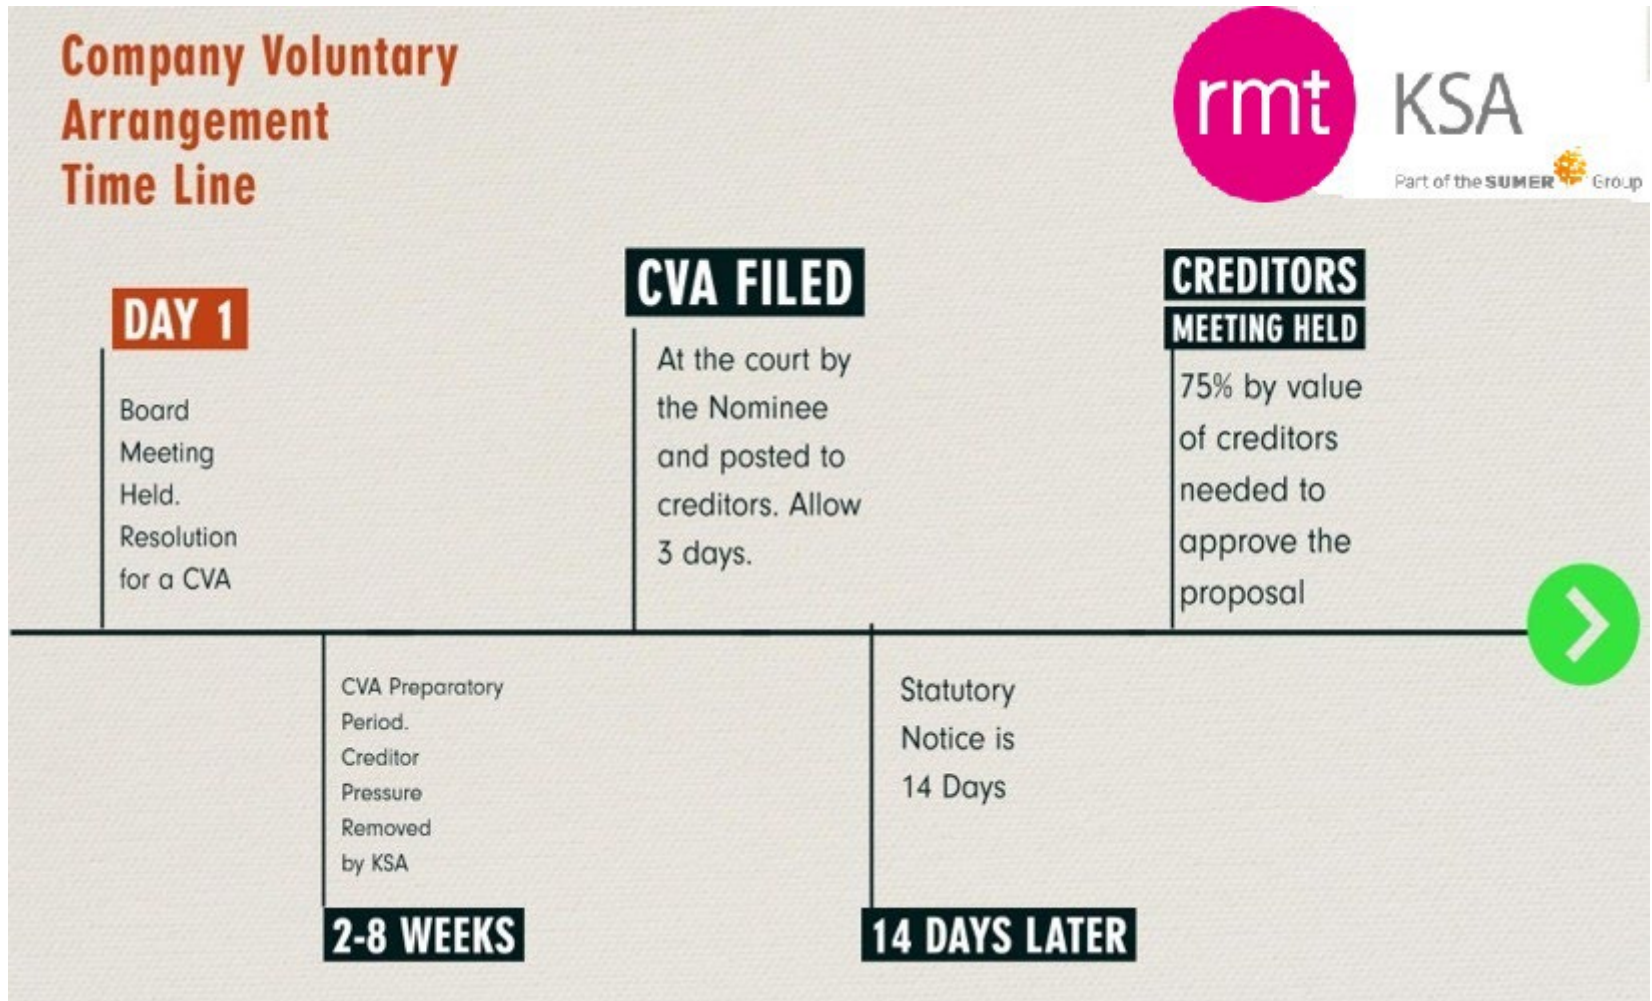 Company Voluntary
Arrangement
Time Line
rmt
KSA
Part of the SUMER Group
DAY 1
Board
Meeting
Held.
Resolution
for a CVA
CVA Preparatory
Period.
Creditor
Pressure
Removed
by KSA
2-8 WEEKS
CVA FILED
At the court by
the Nominee
and posted to
creditors. Allow
3 days.
Statutory
Notice is
14 Days
14 DAYS LATER
CREDITORS
MEETING HELD
75% by value
of creditors
needed to
approve the
proposal